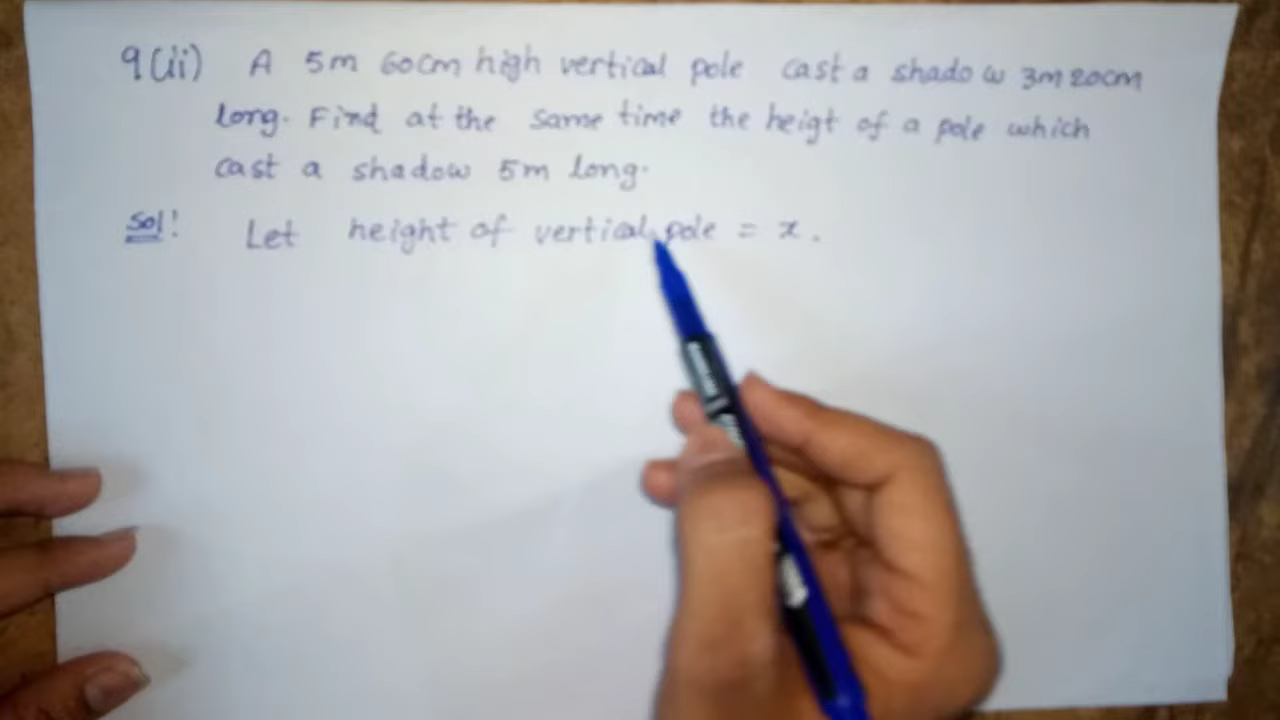 9(ii) A 5m 60cm high vertical pole cast a shadow 3m 20cm
long. Find at the same time the heigt of a pole which
cast a shadow 5m long.
Sol! Let height of vertical pole = x.